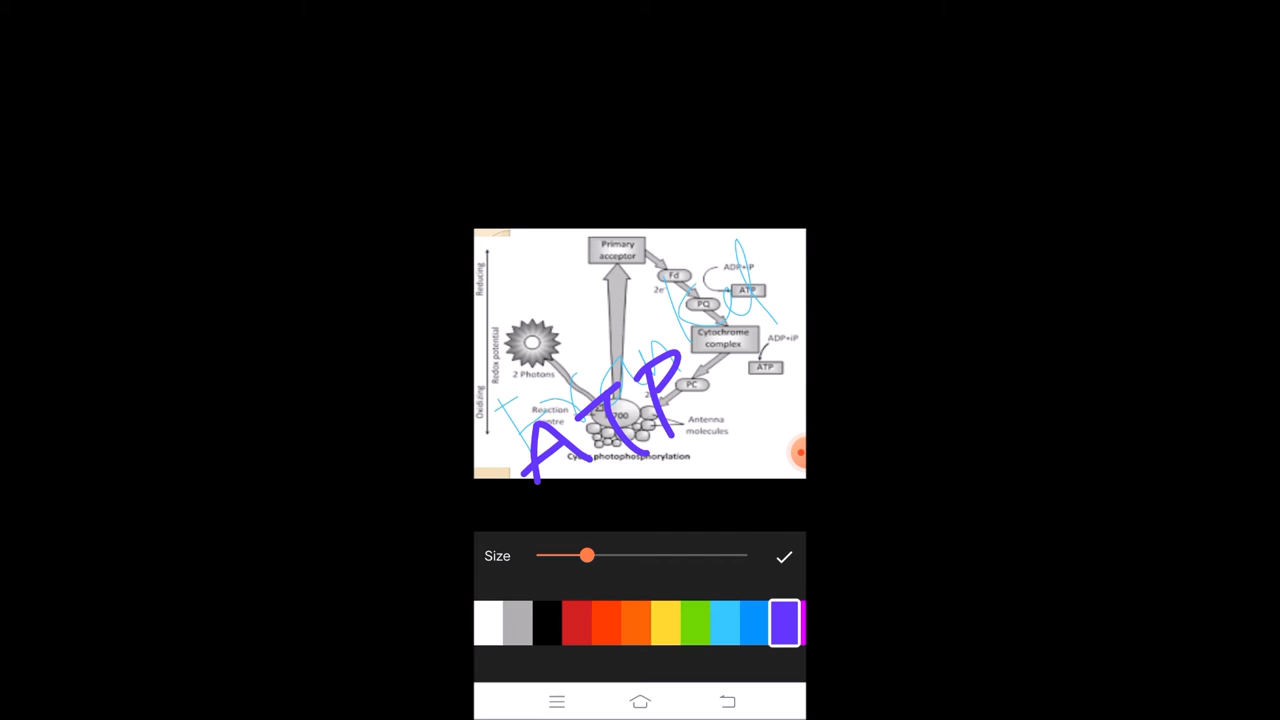 Primary
acceptor
Fd
2e
ADP+iP
ATP
PQ
Cytochrome
complex
ADP+iP
ATP
PC
Reducing
Redox potential
Oxidizing
2 Photons
Reaction
Antenna
molecules
photophosphorylation
ATP
Size